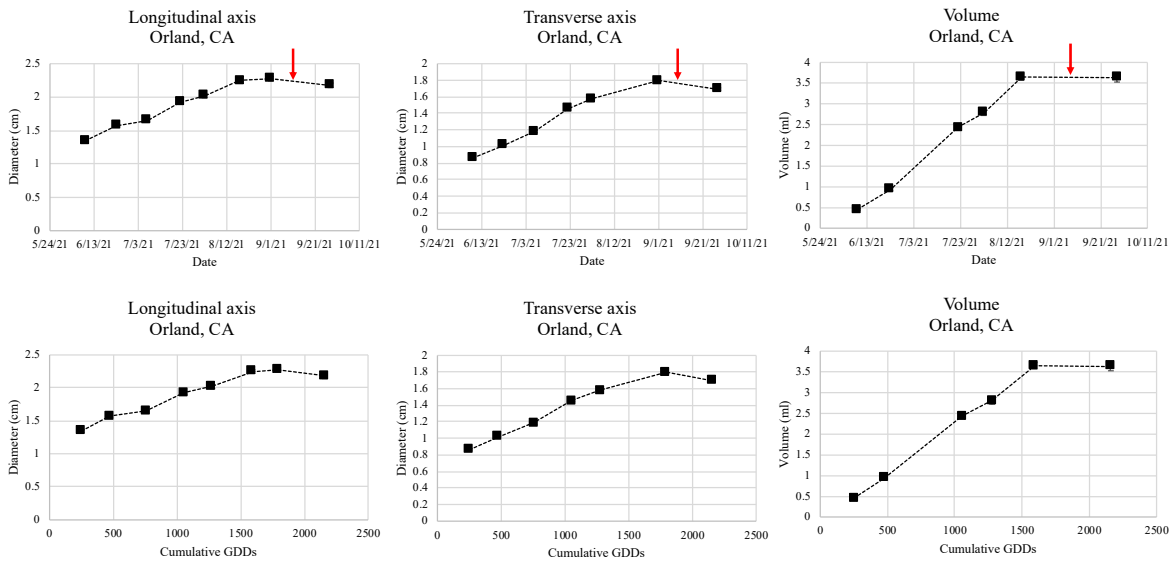 Longitudinal axis
Orland, CA
Diameter (cm)
2.5
2
1.5
1
0.5
0
5/24/21 6/13/21 7/3/21 7/23/21 8/12/21 9/1/21 9/21/21 10/11/21
Date
Transverse axis
Orland, CA
Diameter (cm)
2
1.8
1.6
1.4
1.2
1
0.8
0.6
0.4
0.2
0
5/24/21 6/13/21 7/3/21 7/23/21 8/12/21 9/1/21 9/21/21 10/11/21
Date
Volume
Orland, CA
Volume (ml)
4
3.5
3
2.5
2
1.5
1
0.5
0
5/24/21 6/13/21 7/3/21 7/23/21 8/12/21 9/1/21 9/21/21 10/11/21
Date
Longitudinal axis
Orland, CA
Diameter (cm)
2.5
2
1.5
1
0.5
0
0 500 1000 1500 2000 2500
Cumulative GDDs
Transverse axis
Orland, CA
Diameter (cm)
2
1.8
1.6
1.4
1.2
1
0.8
0.6
0.4
0.2
0
0 500 1000 1500 2000 2500
Cumulative GDDs
Volume
Orland, CA
Volume (ml)
4
3.5
3
2.5
2
1.5
1
0.5
0
0 500 1000 1500 2000 2500
Cumulative GDDs